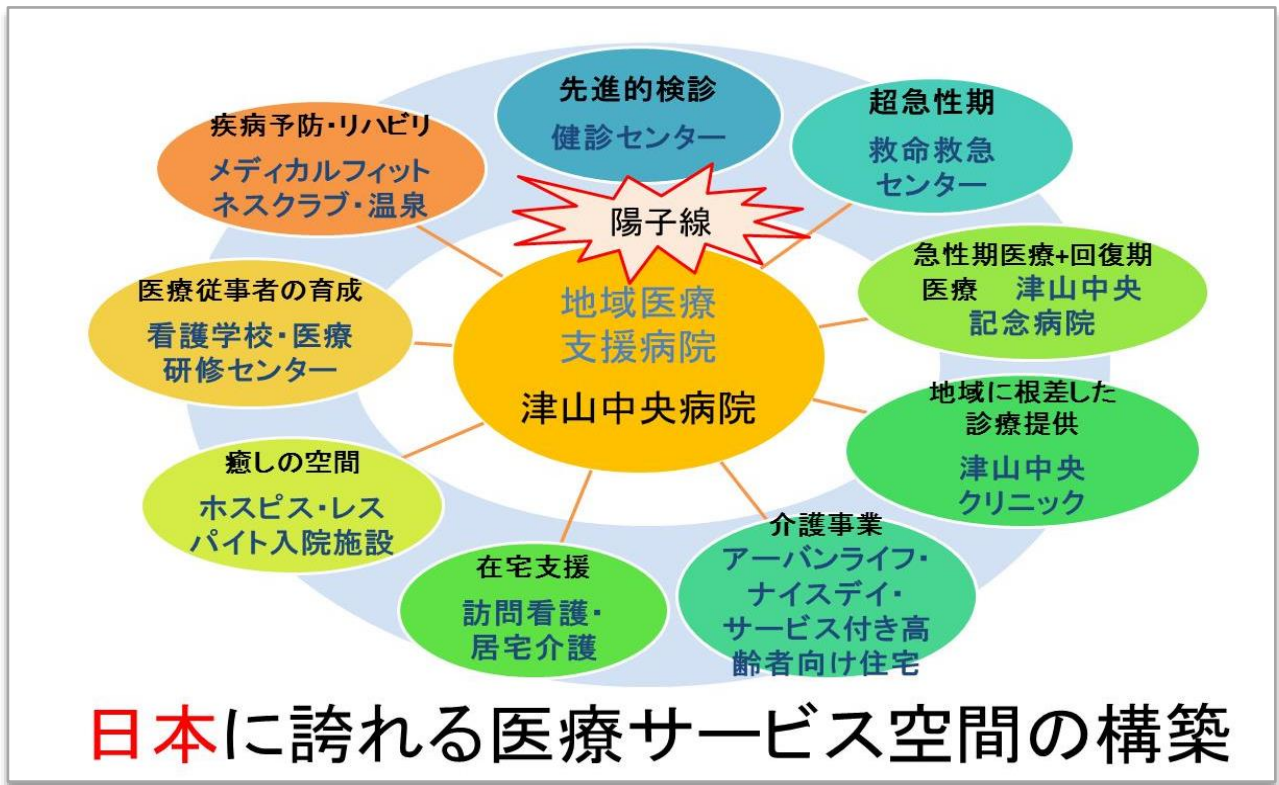 先進的検診
健診センター
超急性期
救命救急
センター
急性期医療+回復期
医療　津山中央
記念病院
地域に根差した
診療提供
津山中央
クリニック
介護事業
アーバンライフ・
ナイスデイ・
サービス付き高
齢者向け住宅
在宅支援
訪問看護・
居宅介護
癒しの空間
ホスピス・レス
パイト入院施設
医療従事者の育成
看護学校・医療
研修センター
疾病予防・リハビリ
メディカルフィット
ネスクラブ・温泉
陽子線
地域医療
支援病院
津山中央病院
日本に誇れる医療サービス空間の構築